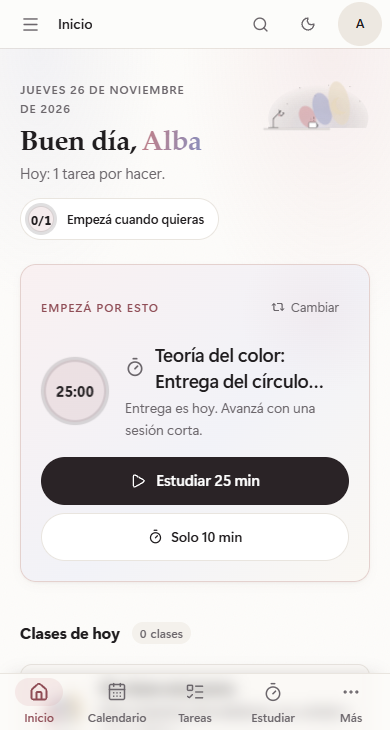 Inicio
A
JUEVES 26 DE NOVIEMBRE
DE 2026
Buen día, Alba
Hoy: 1 tarea por hacer.
0/1 Empezá cuando quieras
EMPEZÁ POR ESTO
Cambiar
25:00
Teoría del color:
Entrega del círculo...
Entrega es hoy. Avanzá con una
sesión corta.
Estudiar 25 min
Solo 10 min
Clases de hoy 0 clases
Inicio Calendario Tareas Estudiar Más